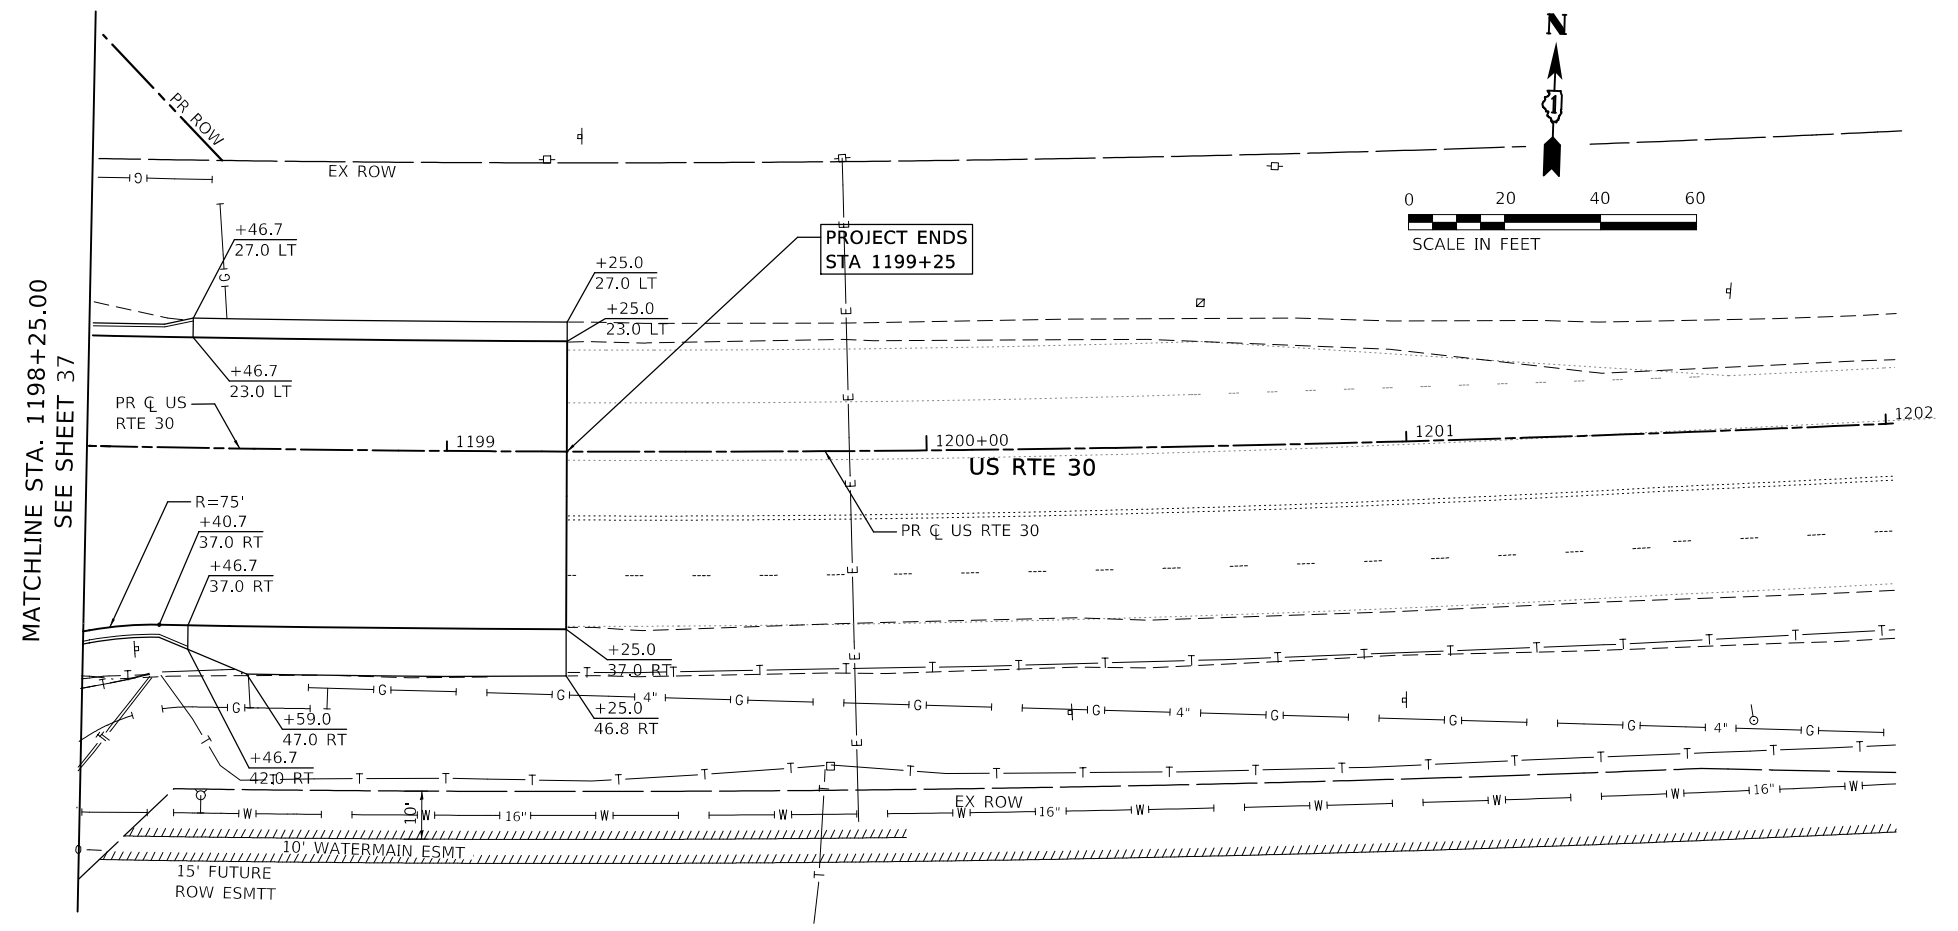 N
1
PR ROW
EX ROW
0 20 40 60
SCALE IN FEET
G
+46.7
27.0 LT
G
PROJECT ENDS
STA 1199+25
+25.0
27.0 LT
+25.0
23.0 LT
E
E
E
E
E
E
E
MATCHLINE STA. 1198+25.00
SEE SHEET 37
+46.7
23.0 LT
PR ℄ US
RTE 30
1199
1200+00
1201
1202
US RTE 30
PR ℄ US RTE 30
R=75'
+40.7
37.0 RT
+46.7
37.0 RT
+25.0
37.0 RT
T T T T T T T T T T T T T T T T T
G G 4" G G G 4" G G G 4" G
G
+59.0
47.0 RT
+25.0
46.8 RT
T
+46.7
42.0 RT
T T T T T T T T T T T T T T T T T T T
10'
EX ROW
W W 16" W W W 16" W W W W 16" W
T
10' WATERMAIN ESMT
15' FUTURE
ROW ESMTT
T